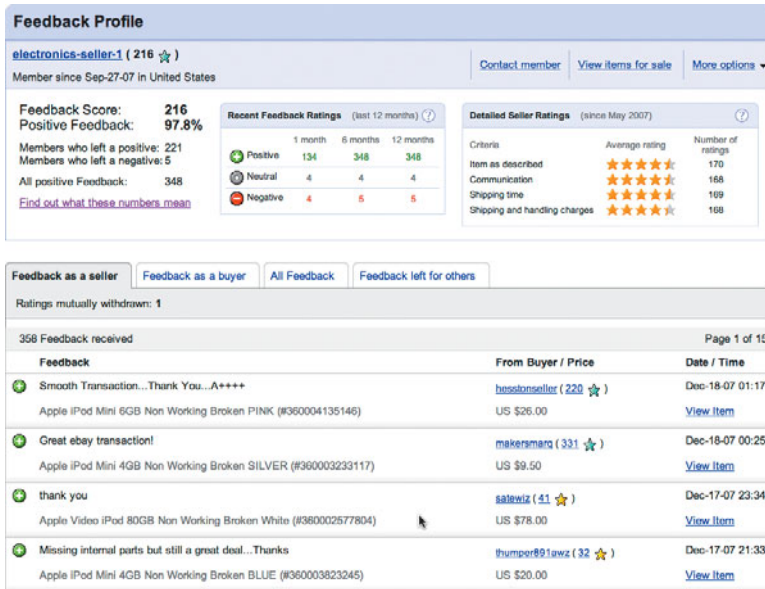 Feedback Profile
electronics-seller-1 ( 216 )
Member since Sep-27-07 in United States
Contact member View items for sale More options
Feedback Score: 216
Positive Feedback: 97.8%
Members who left a positive: 221
Members who left a negative: 5
All positive Feedback: 348
Find out what these numbers mean
Recent Feedback Ratings (last 12 months) ?
1 month 6 months 12 months
Positive 134 348 348
Neutral 4 4 4
Negative 4 5 5
Detailed Seller Ratings (since May 2007) ?
Criteria Average rating Number of ratings
Item as described 170
Communication 168
Shipping time 169
Shipping and handling charges 168
Feedback as a seller Feedback as a buyer All Feedback Feedback left for others
Ratings mutually withdrawn: 1
358 Feedback received Page 1 of 15
Feedback From Buyer / Price Date / Time
Smooth Transaction...Thank You...A++++ hesstonseller ( 220 ) Dec-18-07 01:17
Apple iPod Mini 6GB Non Working Broken PINK (#360004135146) US $26.00 View Item
Great ebay transaction! makersmarq ( 331 ) Dec-18-07 00:25
Apple iPod Mini 4GB Non Working Broken SILVER (#360003233117) US $9.50 View Item
thank you satewiz ( 41 ) Dec-17-07 23:34
Apple Video iPod 80GB Non Working Broken White (#360002577804) US $78.00 View Item
Missing internal parts but still a great deal...Thanks thumper891awz ( 32 ) Dec-17-07 21:33
Apple iPod Mini 4GB Non Working Broken BLUE (#360003823245) US $20.00 View Item